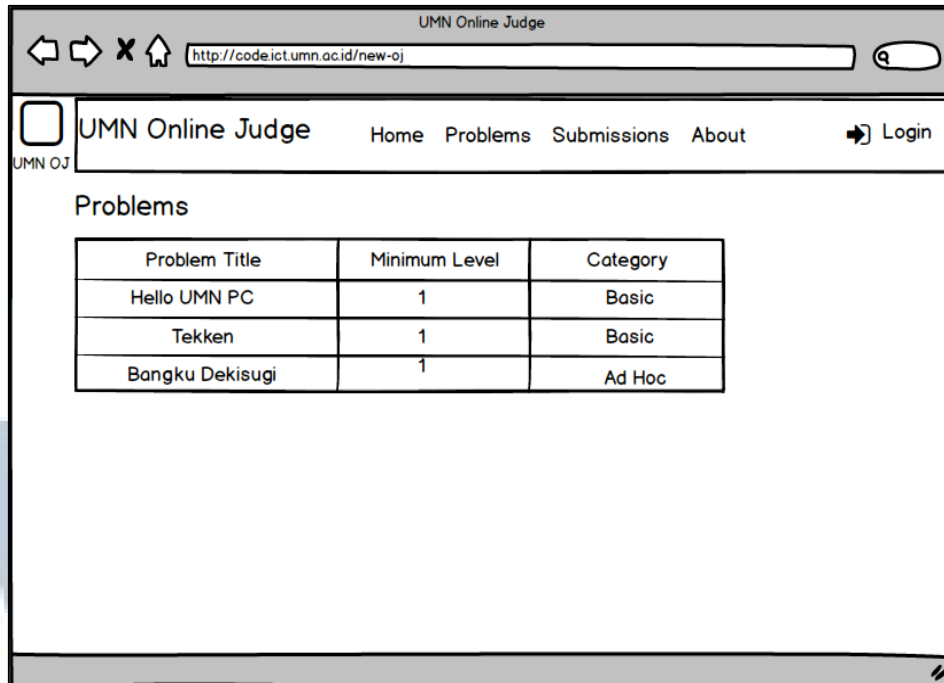 UMN Online Judge
http://code.ict.umn.ac.id/new-oj
UMN OJ
UMN Online Judge Home Problems Submissions About Login
Problems
Problem Title Minimum Level Category
Hello UMN PC 1 Basic
Tekken 1 Basic
Bangku Dekisugi 1 Ad Hoc